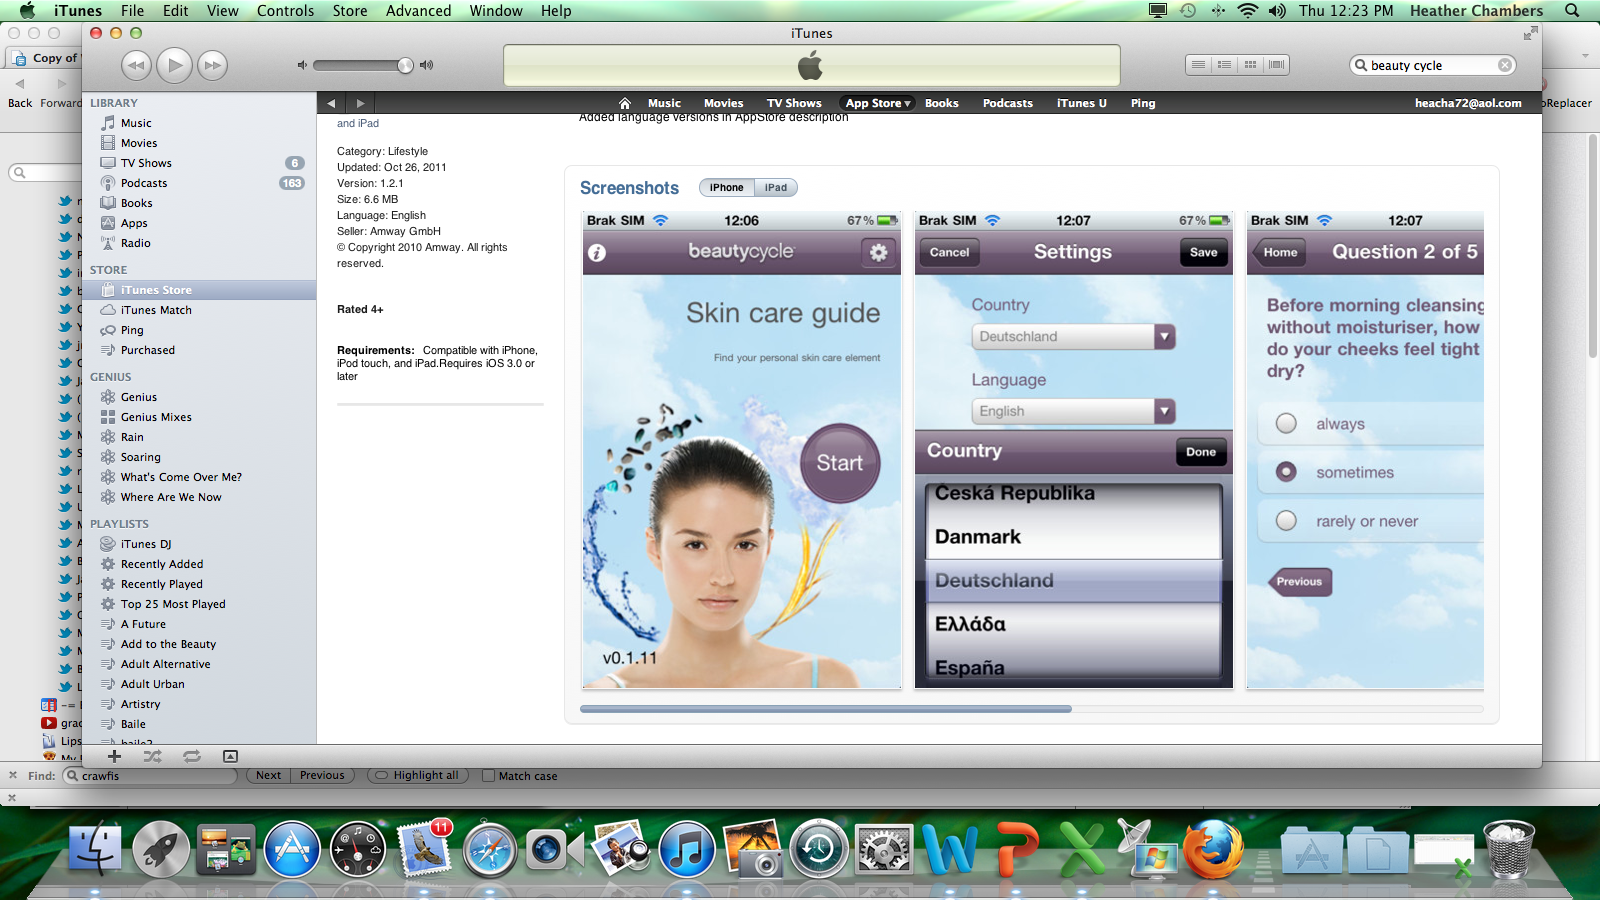 iTunes File Edit View Controls Store Advanced Window Help
Thu 12:23 PM Heather Chambers
iTunes
Copy of
Back Forward
beauty cycle
oReplacer
Music Movies TV Shows App Store Books Podcasts iTunes U Ping
heacha72@aol.com
LIBRARY
Music
Movies
TV Shows 6
Podcasts 163
Books
Apps
Radio
STORE
iTunes Store
iTunes Match
Ping
Purchased
GENIUS
Genius
Genius Mixes
Rain
Soaring
What's Come Over Me?
Where Are We Now
PLAYLISTS
iTunes DJ
Recently Added
Recently Played
Top 25 Most Played
A Future
Add to the Beauty
Adult Alternative
Adult Urban
Artistry
Baile
baile2
and iPad
Category: Lifestyle
Updated: Oct 26, 2011
Version: 1.2.1
Size: 6.6 MB
Language: English
Seller: Amway GmbH
© Copyright 2010 Amway. All rights
reserved.
Rated 4+
Requirements: Compatible with iPhone,
iPod touch, and iPad.Requires iOS 3.0 or
later
Added language versions in AppStore description
Screenshots iPhone iPad
Brak SIM 12:06 67%
beautycycle
Skin care guide
Find your personal skin care element
Start
v0.1.11
Brak SIM 12:07 67%
Cancel Settings Save
Country
Deutschland
Language
English
Country Done
Česká Republika
Danmark
Deutschland
Ελλάδα
España
Brak SIM 12:07
Home Question 2 of 5
Before morning cleansing
without moisturiser, how
do your cheeks feel tight
dry?
always
sometimes
rarely or never
Previous
grac
Lips
My
Find: crawfis Next Previous Highlight all Match case
11